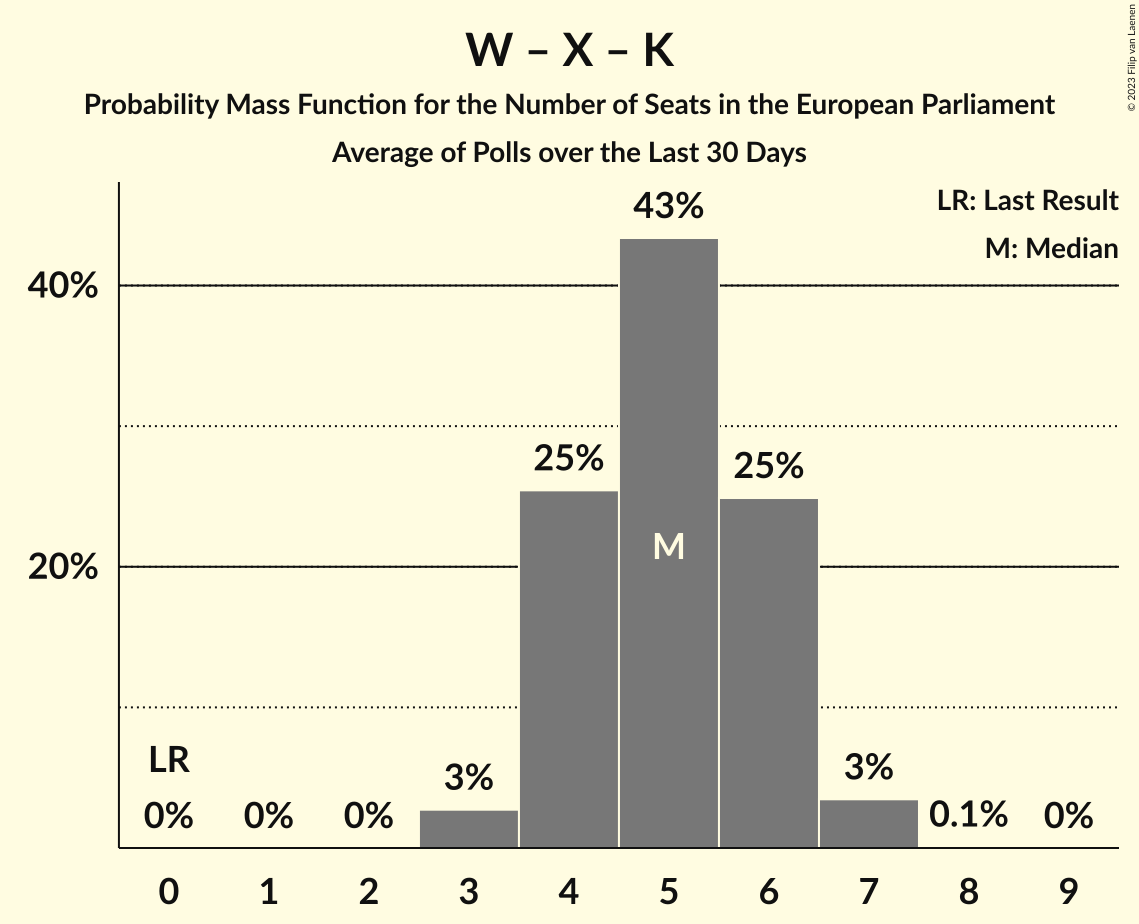 W – X – K
Probability Mass Function for the Number of Seats in the European Parliament
Average of Polls over the Last 30 Days
© 2023 Filip van Laenen
LR: Last Result
M: Median
43%
40%
25%
25%
M
20%
LR
3%
3%
0%
0%
0%
0.1%
0%
0
1
2
3
4
5
6
7
8
9